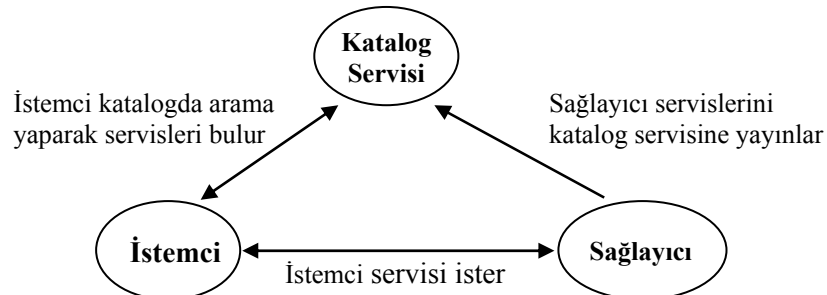 Katalog
Servisi
İstemci katalogda arama
yaparak servisleri bulur
Sağlayıcı servislerini
katalog servisine yayınlar
İstemci
Sağlayıcı
İstemci servisi ister